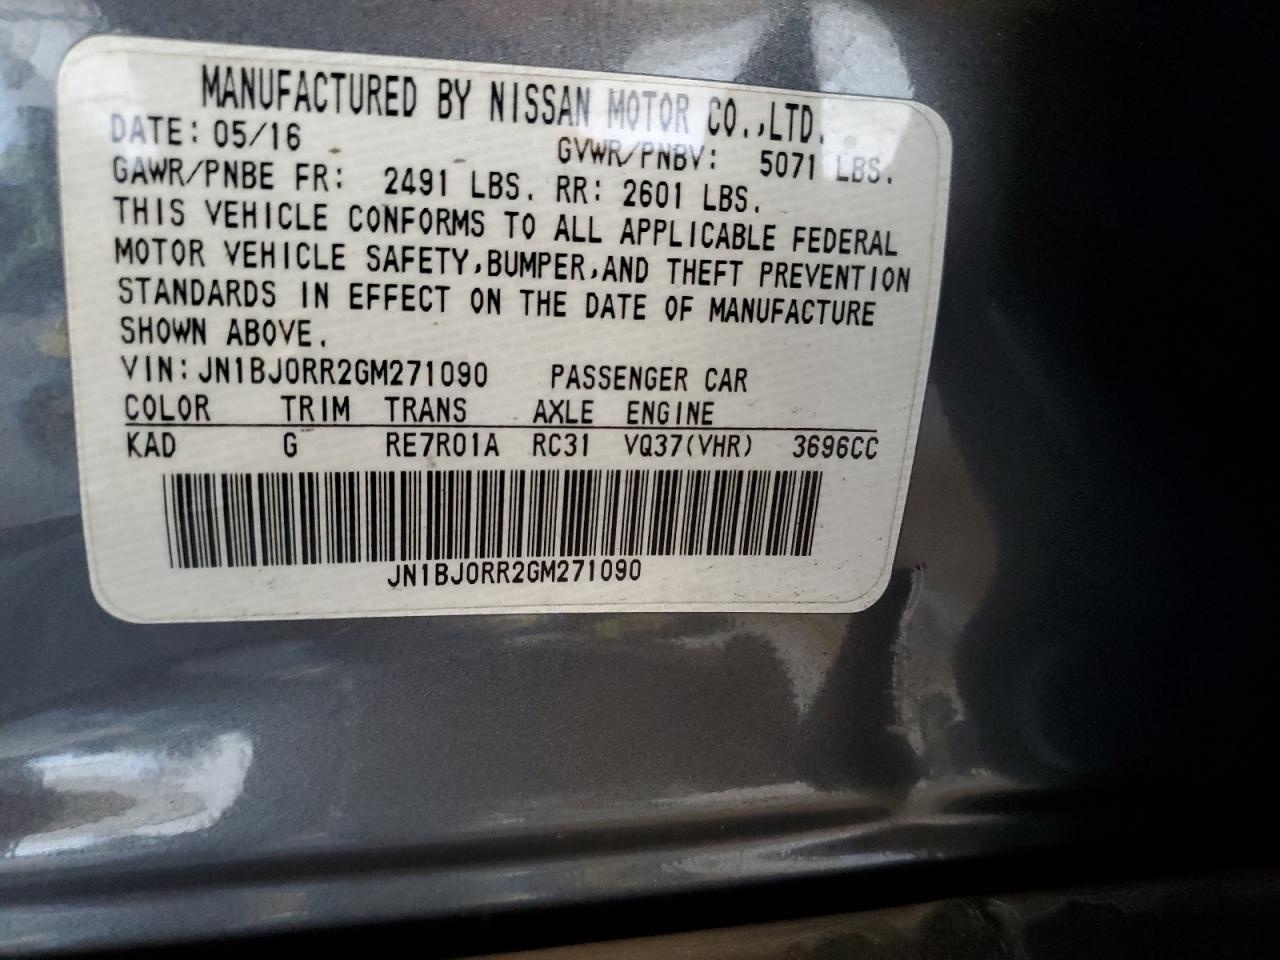 MANUFACTURED BY NISSAN MOTOR CO.,LTD.
DATE: 05/16 GVWR/PNBV: 5071 LBS.
GAWR/PNBE FR: 2491 LBS. RR: 2601 LBS.
THIS VEHICLE CONFORMS TO ALL APPLICABLE FEDERAL
MOTOR VEHICLE SAFETY,BUMPER,AND THEFT PREVENTION
STANDARDS IN EFFECT ON THE DATE OF MANUFACTURE
SHOWN ABOVE.
VIN: JN1BJ0RR2GM271090 PASSENGER CAR
COLOR TRIM TRANS AXLE ENGINE
KAD G RE7R01A RC31 VQ37(VHR) 3696CC
JN1BJ0RR2GM271090